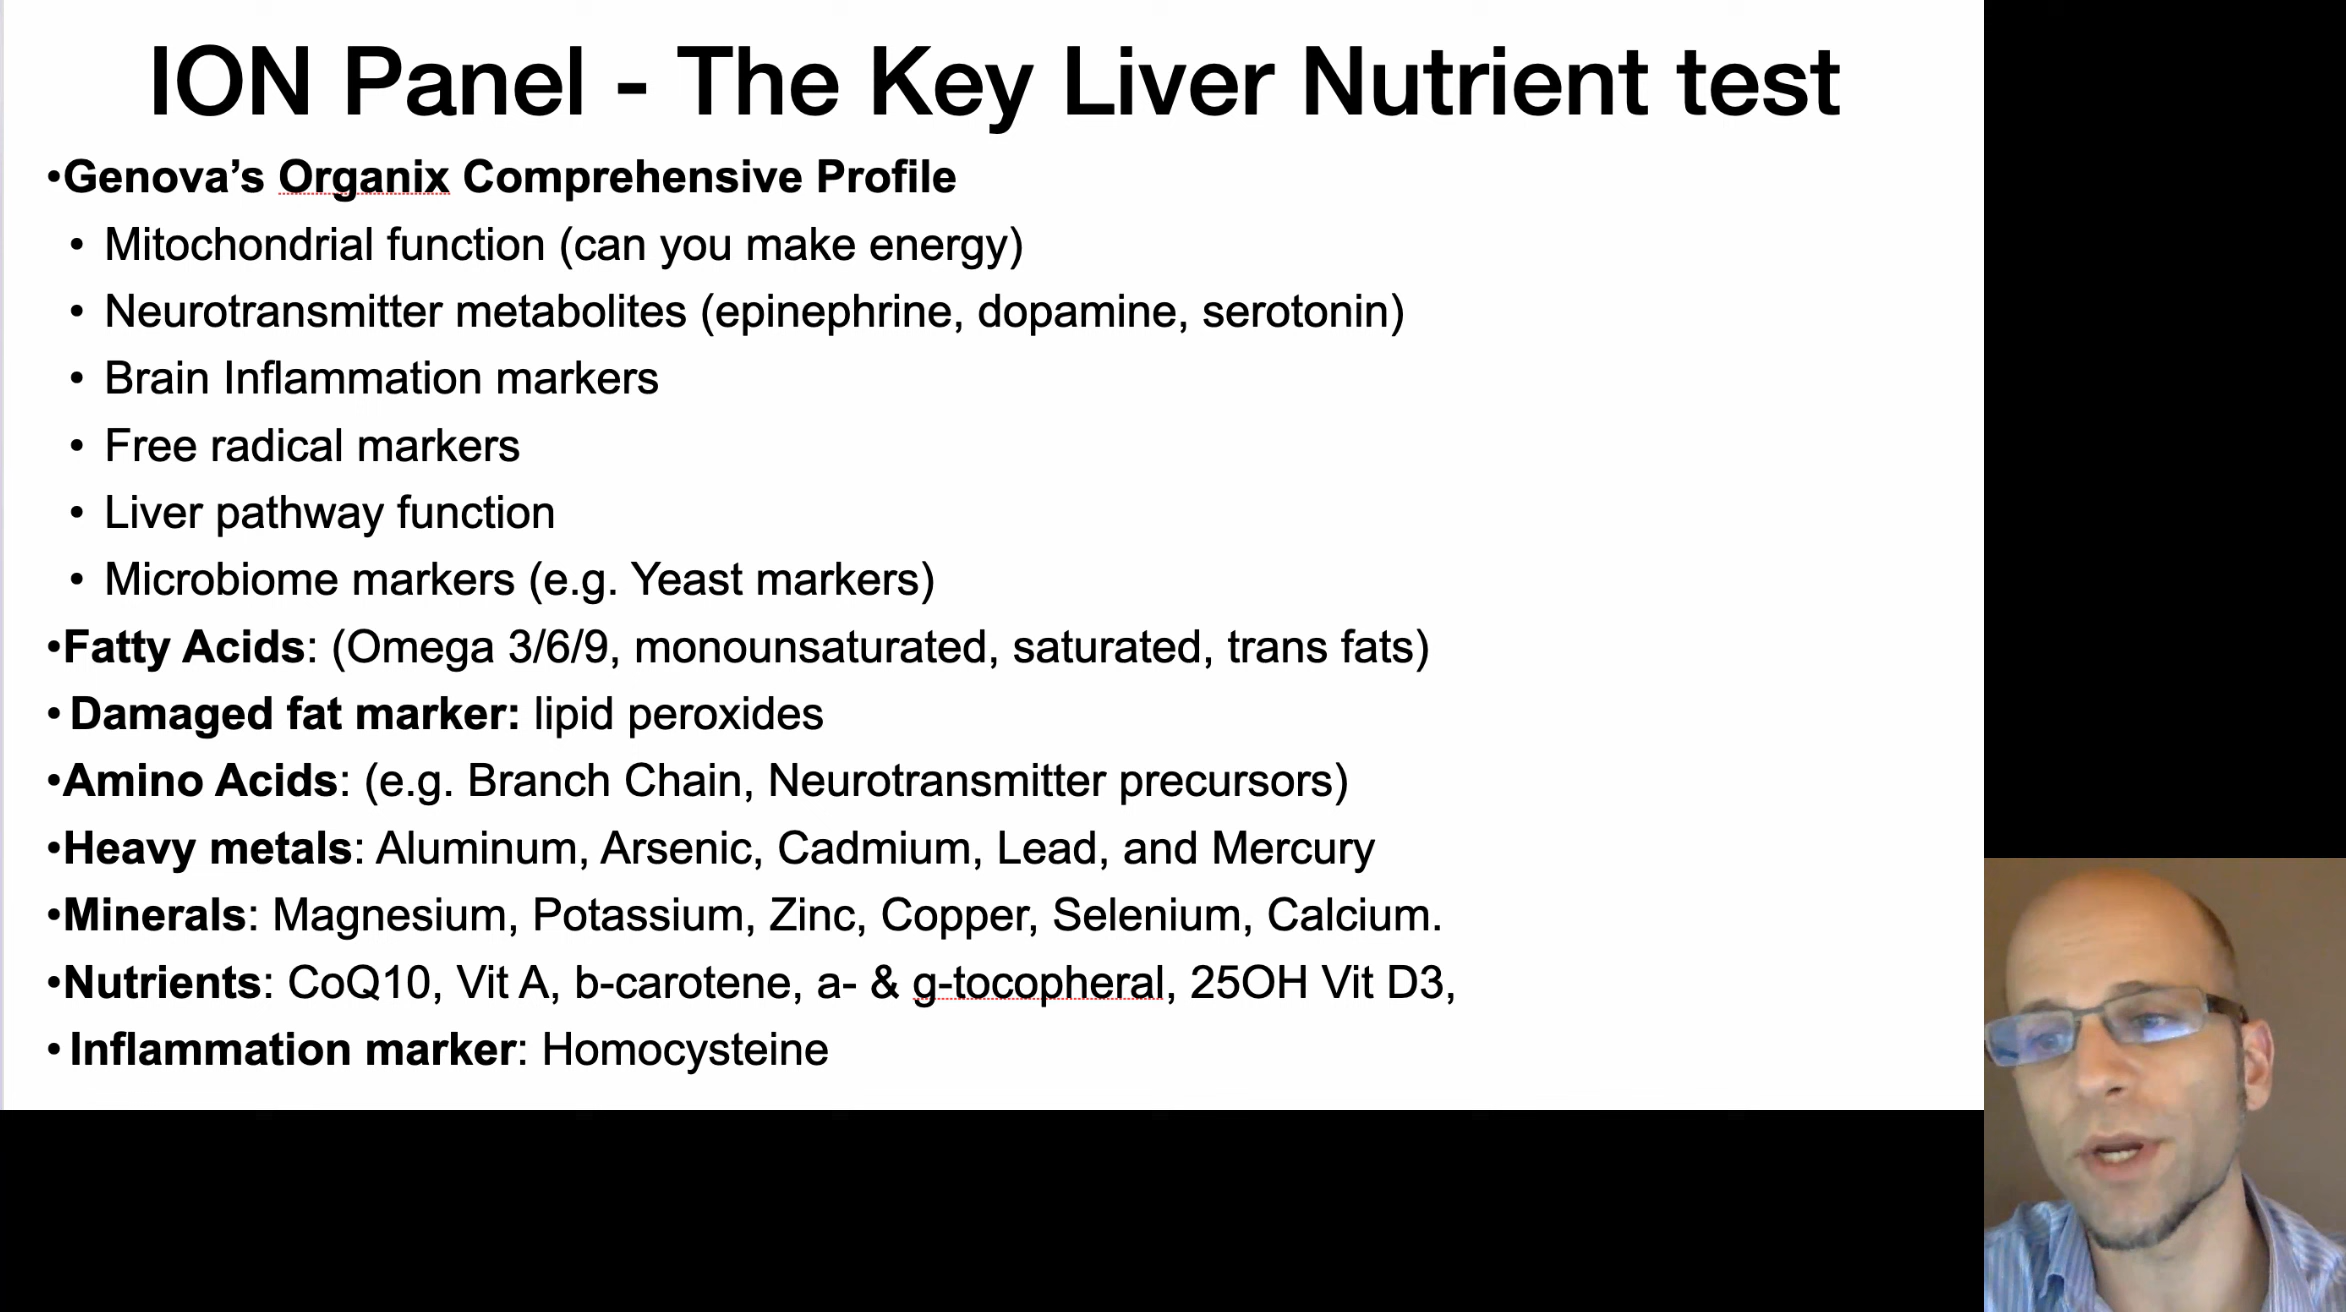 ION Panel - The Key Liver Nutrient test
•Genova’s Organix Comprehensive Profile
• Mitochondrial function (can you make energy)
• Neurotransmitter metabolites (epinephrine, dopamine, serotonin)
• Brain Inflammation markers
• Free radical markers
• Liver pathway function
• Microbiome markers (e.g. Yeast markers)
•Fatty Acids: (Omega 3/6/9, monounsaturated, saturated, trans fats)
• Damaged fat marker: lipid peroxides
•Amino Acids: (e.g. Branch Chain, Neurotransmitter precursors)
•Heavy metals: Aluminum, Arsenic, Cadmium, Lead, and Mercury
•Minerals: Magnesium, Potassium, Zinc, Copper, Selenium, Calcium.
•Nutrients: CoQ10, Vit A, b-carotene, a- & g-tocopheral, 25OH Vit D3,
• Inflammation marker: Homocysteine